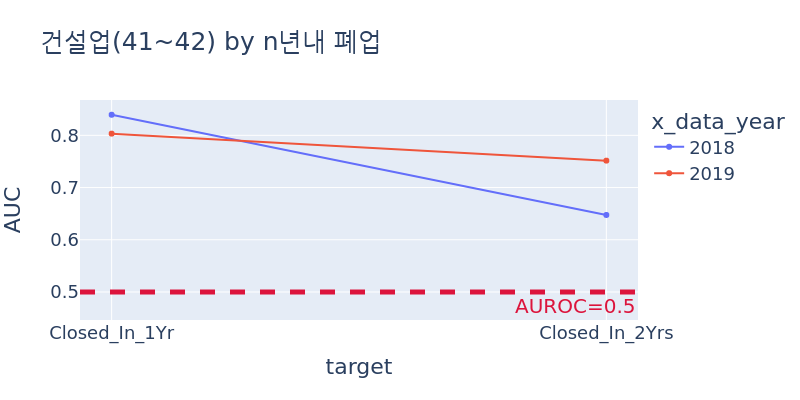 건설업(41~42) by n년내 폐업
x_data_year
2018
2019
AUC
0.8
0.7
0.6
0.5
AUROC=0.5
Closed_In_1Yr
Closed_In_2Yrs
target